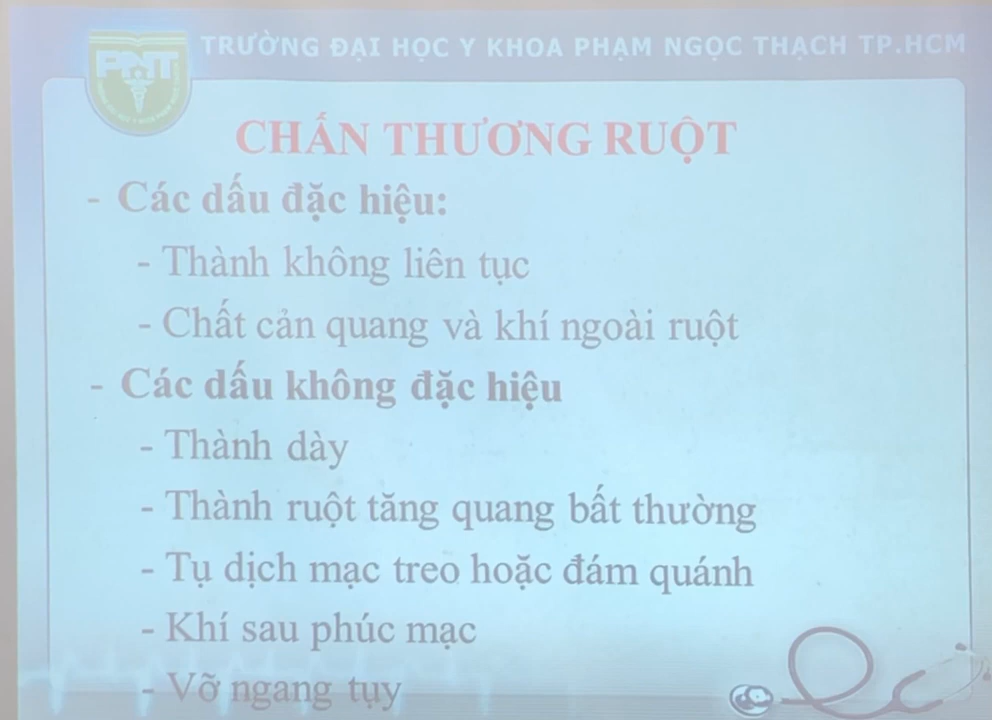 TRƯỜNG ĐẠI HỌC Y KHOA PHẠM NGỌC THẠCH TP.HCM
PNT
CHẤN THƯƠNG RUỘT
- Các dấu đặc hiệu:
- Thành không liên tục
- Chất cản quang và khí ngoài ruột
- Các dấu không đặc hiệu
- Thành dày
- Thành ruột tăng quang bất thường
- Tụ dịch mạc treo hoặc đám quánh
- Khí sau phúc mạc
- Vỡ ngang tụy